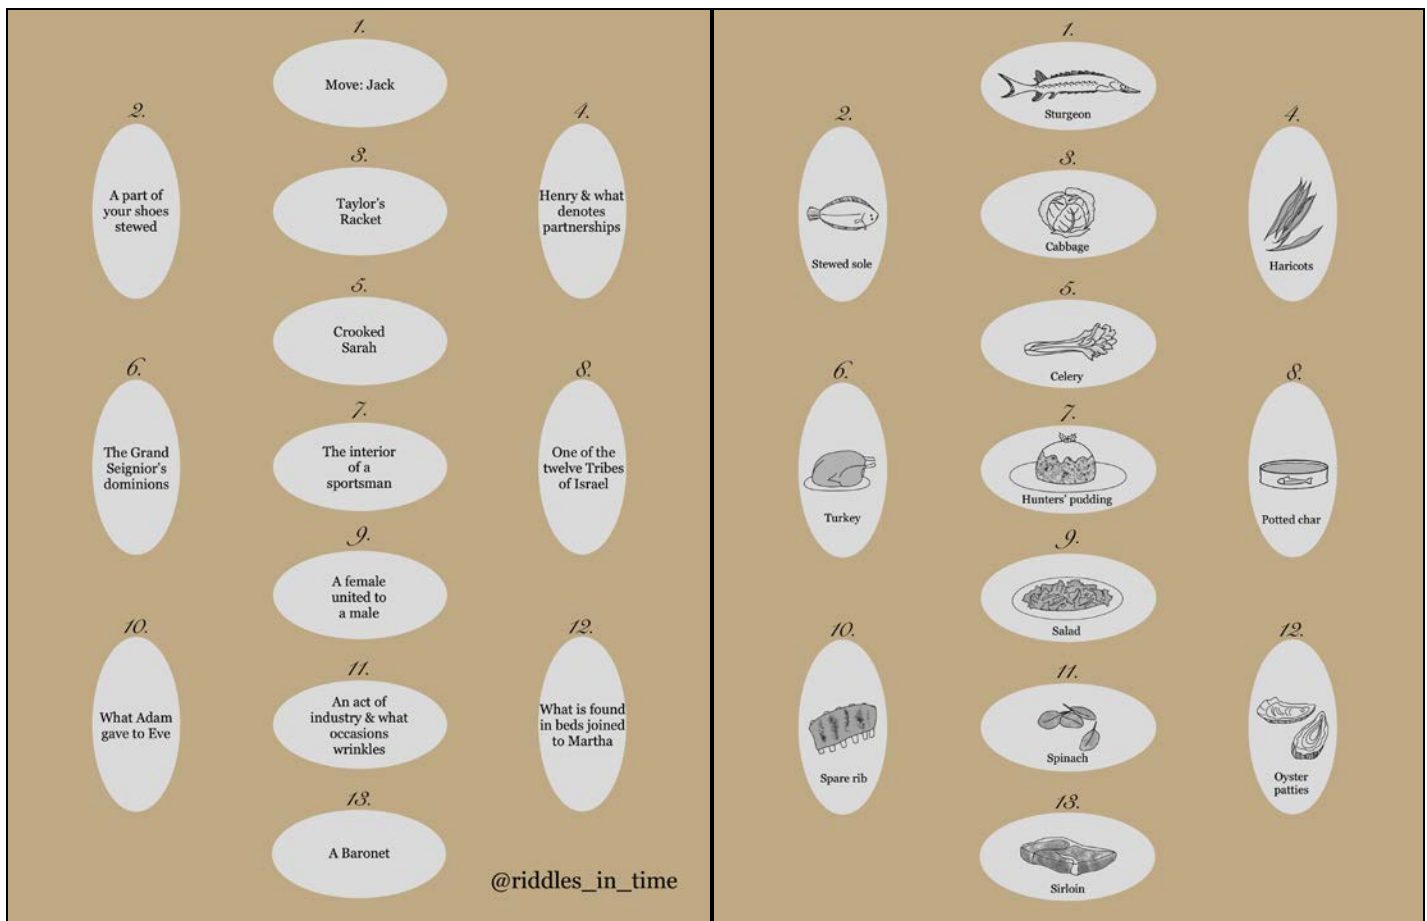 1.
Move: Jack
2.
A part of
your shoes
stewed
3.
Taylor's
Racket
4.
Henry & what
denotes
partnerships
5.
Crooked
Sarah
6.
The Grand
Seignior's
dominions
7.
The interior
of a
sportsman
8.
One of the
twelve Tribes
of Israel
9.
A female
united to
a male
10.
What Adam
gave to Eve
11.
An act of
industry & what
occasions
wrinkles
12.
What is found
in beds joined
to Martha
13.
A Baronet
@riddles_in_time
1.
Sturgeon
2.
Stewed sole
3.
Cabbage
4.
Haricots
5.
Celery
6.
Turkey
7.
Hunters' pudding
8.
Potted char
9.
Salad
10.
Spare rib
11.
Spinach
12.
Oyster
patties
13.
Sirloin